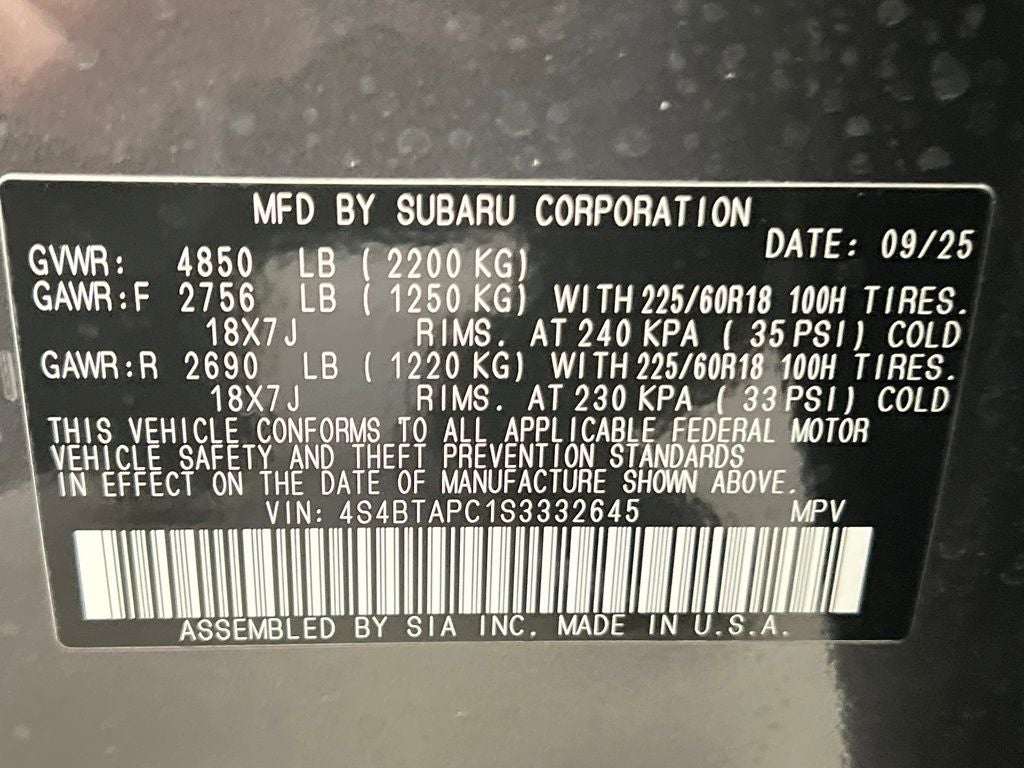 MFD BY SUBARU CORPORATION
DATE: 09/25
GVWR: 4850 LB ( 2200 KG)
GAWR:F 2756 LB ( 1250 KG) WITH 225/60R18 100H TIRES.
18X7J RIMS. AT 240 KPA ( 35 PSI) COLD
GAWR:R 2690 LB ( 1220 KG) WITH 225/60R18 100H TIRES.
18X7J RIMS. AT 230 KPA ( 33 PSI) COLD
THIS VEHICLE CONFORMS TO ALL APPLICABLE FEDERAL MOTOR
VEHICLE SAFETY AND THEFT PREVENTION STANDARDS
IN EFFECT ON THE DATE OF MANUFACTURE SHOWN ABOVE.
VIN: 4S4BTAPC1S3332645 MPV
ASSEMBLED BY SIA INC. MADE IN U.S.A.